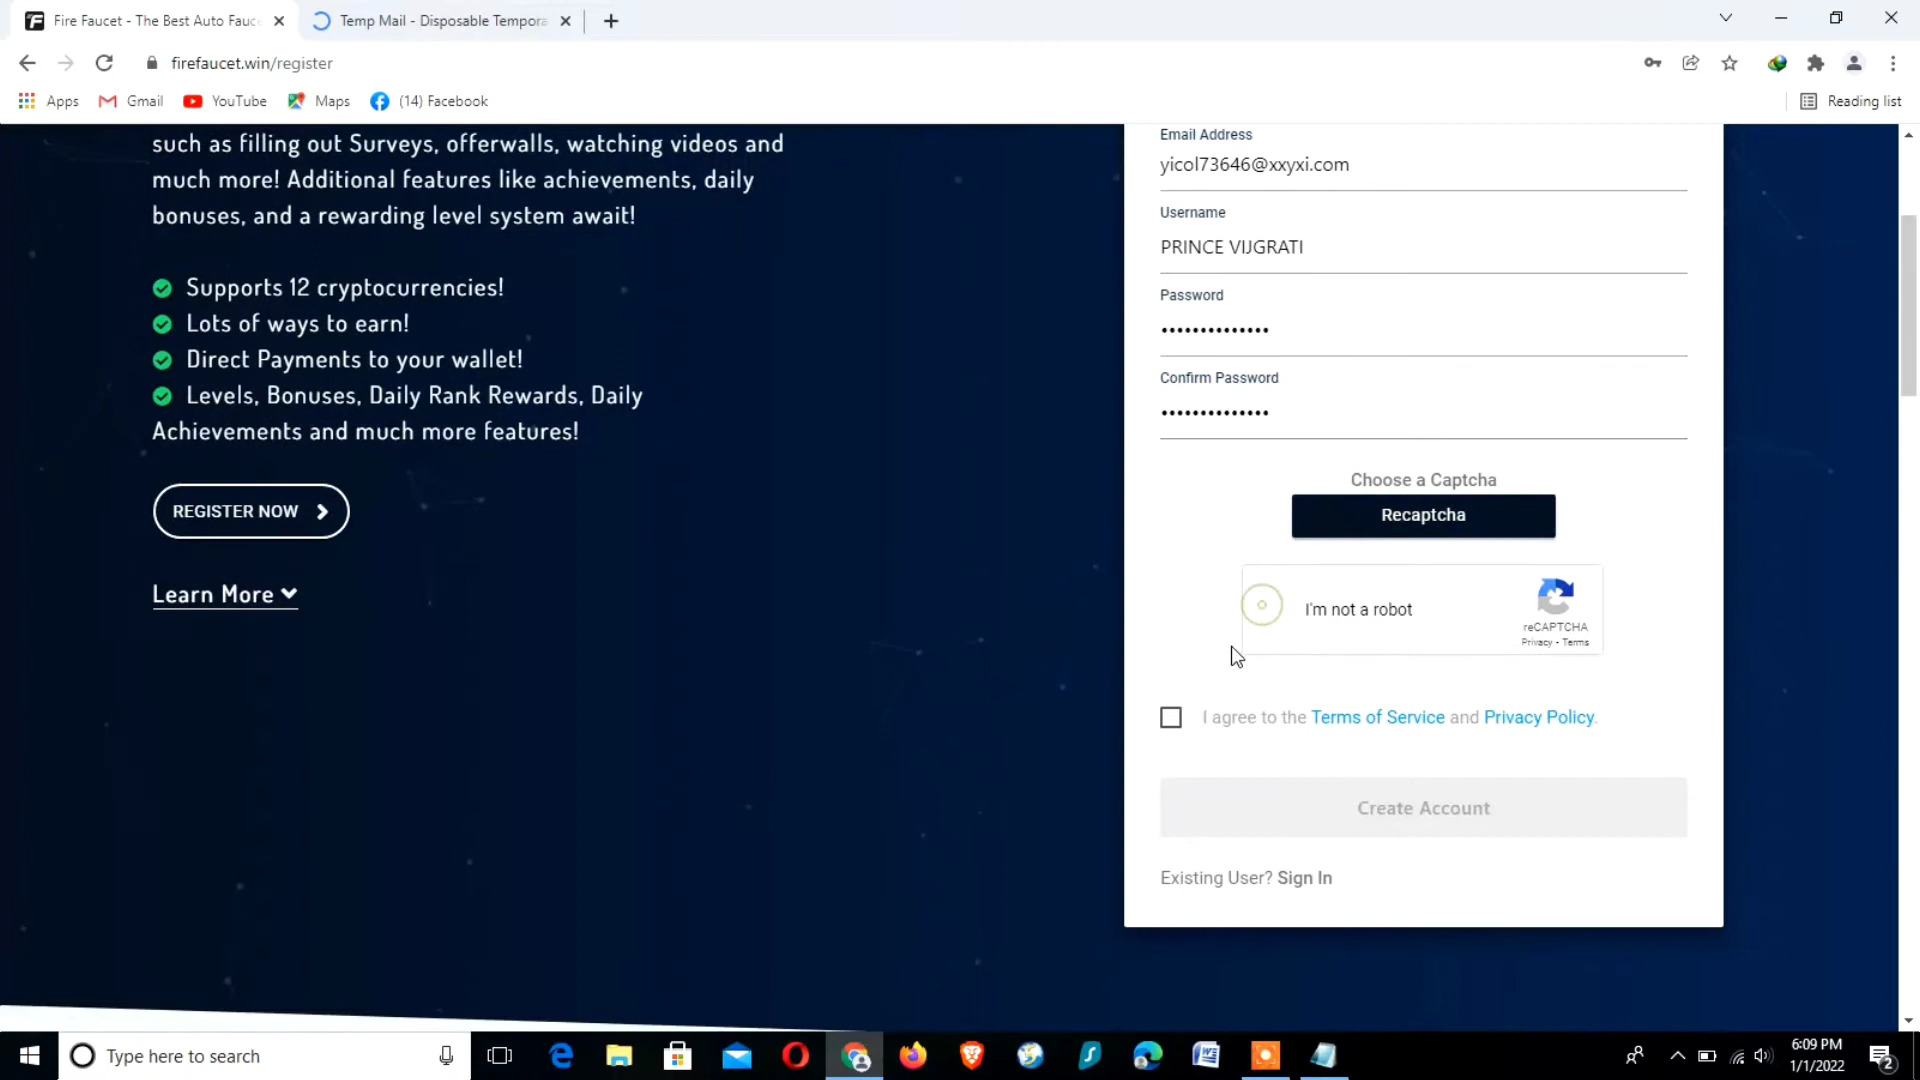 Fire Faucet - The Best Auto Fauc
Temp Mail - Disposable Tempora
firefaucet.win/register
Apps
Gmail
YouTube
Maps
(14) Facebook
Reading list
such as filling out Surveys, offerwalls, watching videos and
much more! Additional features like achievements, daily
bonuses, and a rewarding level system await!
Supports 12 cryptocurrencies!
Lots of ways to earn!
Direct Payments to your wallet!
Levels, Bonuses, Daily Rank Rewards, Daily
Achievements and much more features!
REGISTER NOW
Learn More
Email Address
yicol73646@xxyxi.com
Username
PRINCE VIJGRATI
Password
••••••••••••••
Confirm Password
••••••••••••••
Choose a Captcha
Recaptcha
I'm not a robot
reCAPTCHA
Privacy - Terms
I agree to the Terms of Service and Privacy Policy.
Create Account
Existing User? Sign In
Type here to search
6:09 PM
1/1/2022
2